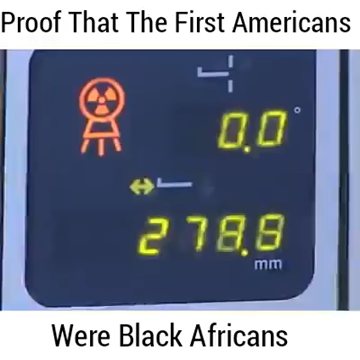 Proof That The First Americans
0.0°
278.8
mm
Were Black Africans